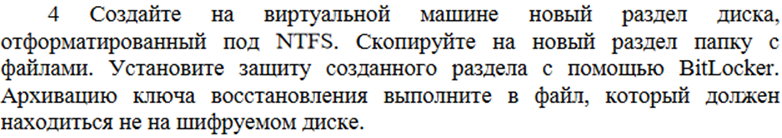 4 Создайте на виртуальной машине новый раздел диска,
отформатированный под NTFS. Скопируйте на новый раздел папку с
файлами. Установите защиту созданного раздела с помощью BitLocker.
Архивацию ключа восстановления выполните в файл, который должен
находиться не на шифруемом диске.